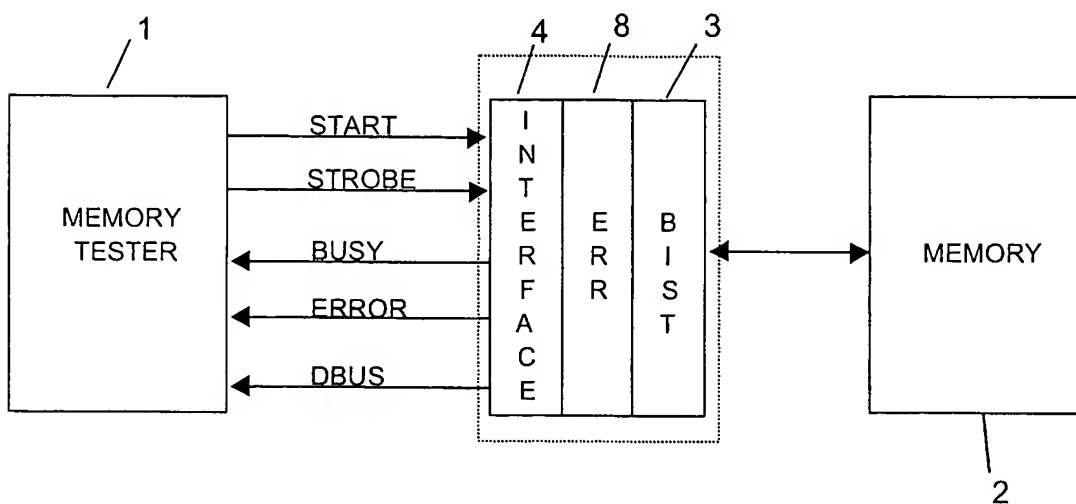 1
4
8
3
START
STROBE
MEMORY
TESTER
BUSY
ERROR
DBUS
INTERFACE
ERR
BIST
MEMORY
2